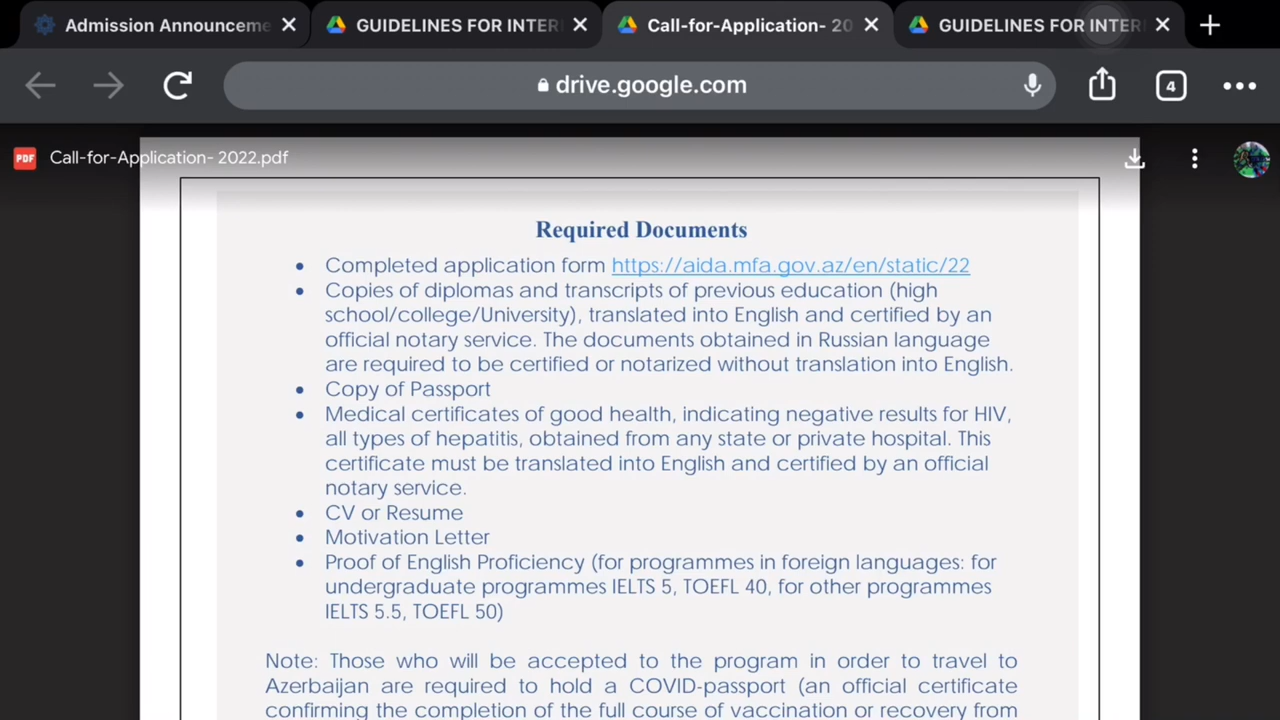 Admission Announceme
GUIDELINES FOR INTER
Call-for-Application- 20
GUIDELINES FOR INTER
drive.google.com
4
PDF
Call-for-Application- 2022.pdf
Required Documents
• Completed application form https://aida.mfa.gov.az/en/static/22
• Copies of diplomas and transcripts of previous education (high
school/college/University), translated into English and certified by an
official notary service. The documents obtained in Russian language
are required to be certified or notarized without translation into English.
• Copy of Passport
• Medical certificates of good health, indicating negative results for HIV,
all types of hepatitis, obtained from any state or private hospital. This
certificate must be translated into English and certified by an official
notary service.
• CV or Resume
• Motivation Letter
• Proof of English Proficiency (for programmes in foreign languages: for
undergraduate programmes IELTS 5, TOEFL 40, for other programmes
IELTS 5.5, TOEFL 50)
Note: Those who will be accepted to the program in order to travel to
Azerbaijan are required to hold a COVID-passport (an official certificate
confirming the completion of the full course of vaccination or recovery from